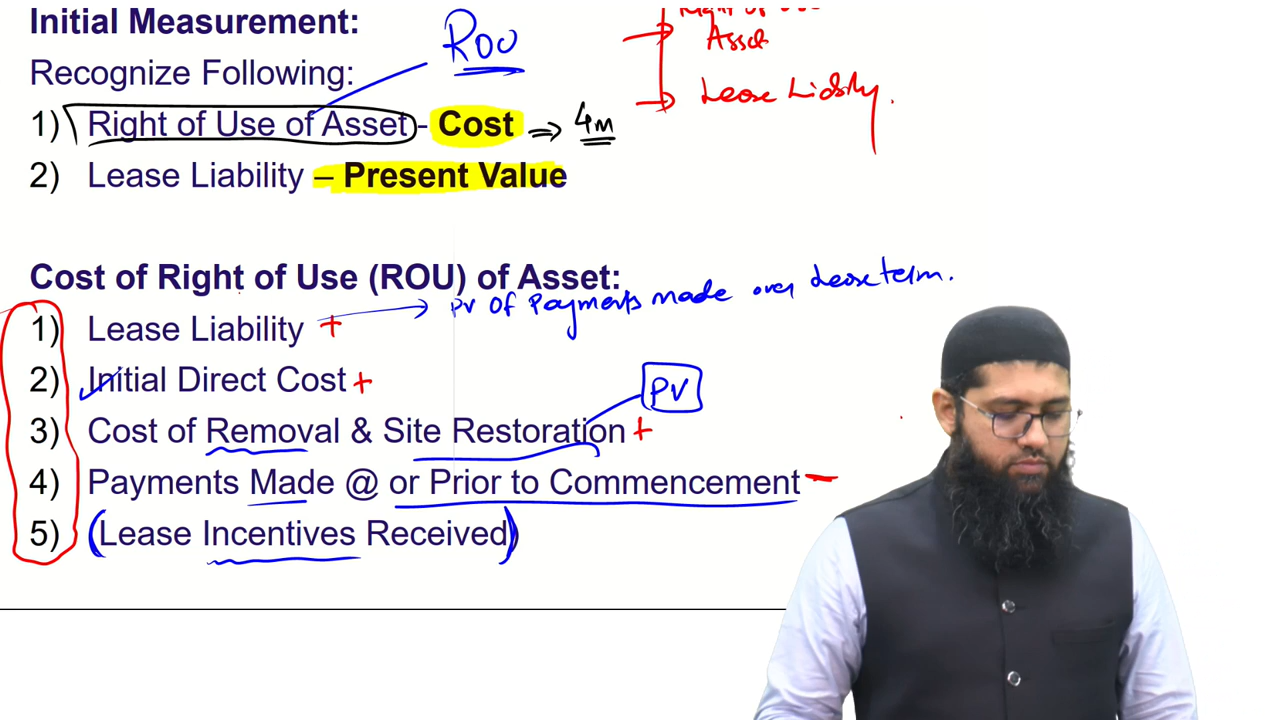 Initial Measurement:
ROU
Asset
Recognize Following:
Lease Liability.
1) Right of Use of Asset - Cost ⇒ 4m
2) Lease Liability – Present Value
Cost of Right of Use (ROU) of Asset:
→ PV of Payments made over lease term.
1) Lease Liability +
2) Initial Direct Cost +
PV
3) Cost of Removal & Site Restoration +
4) Payments Made @ or Prior to Commencement -
5) (Lease Incentives Received)